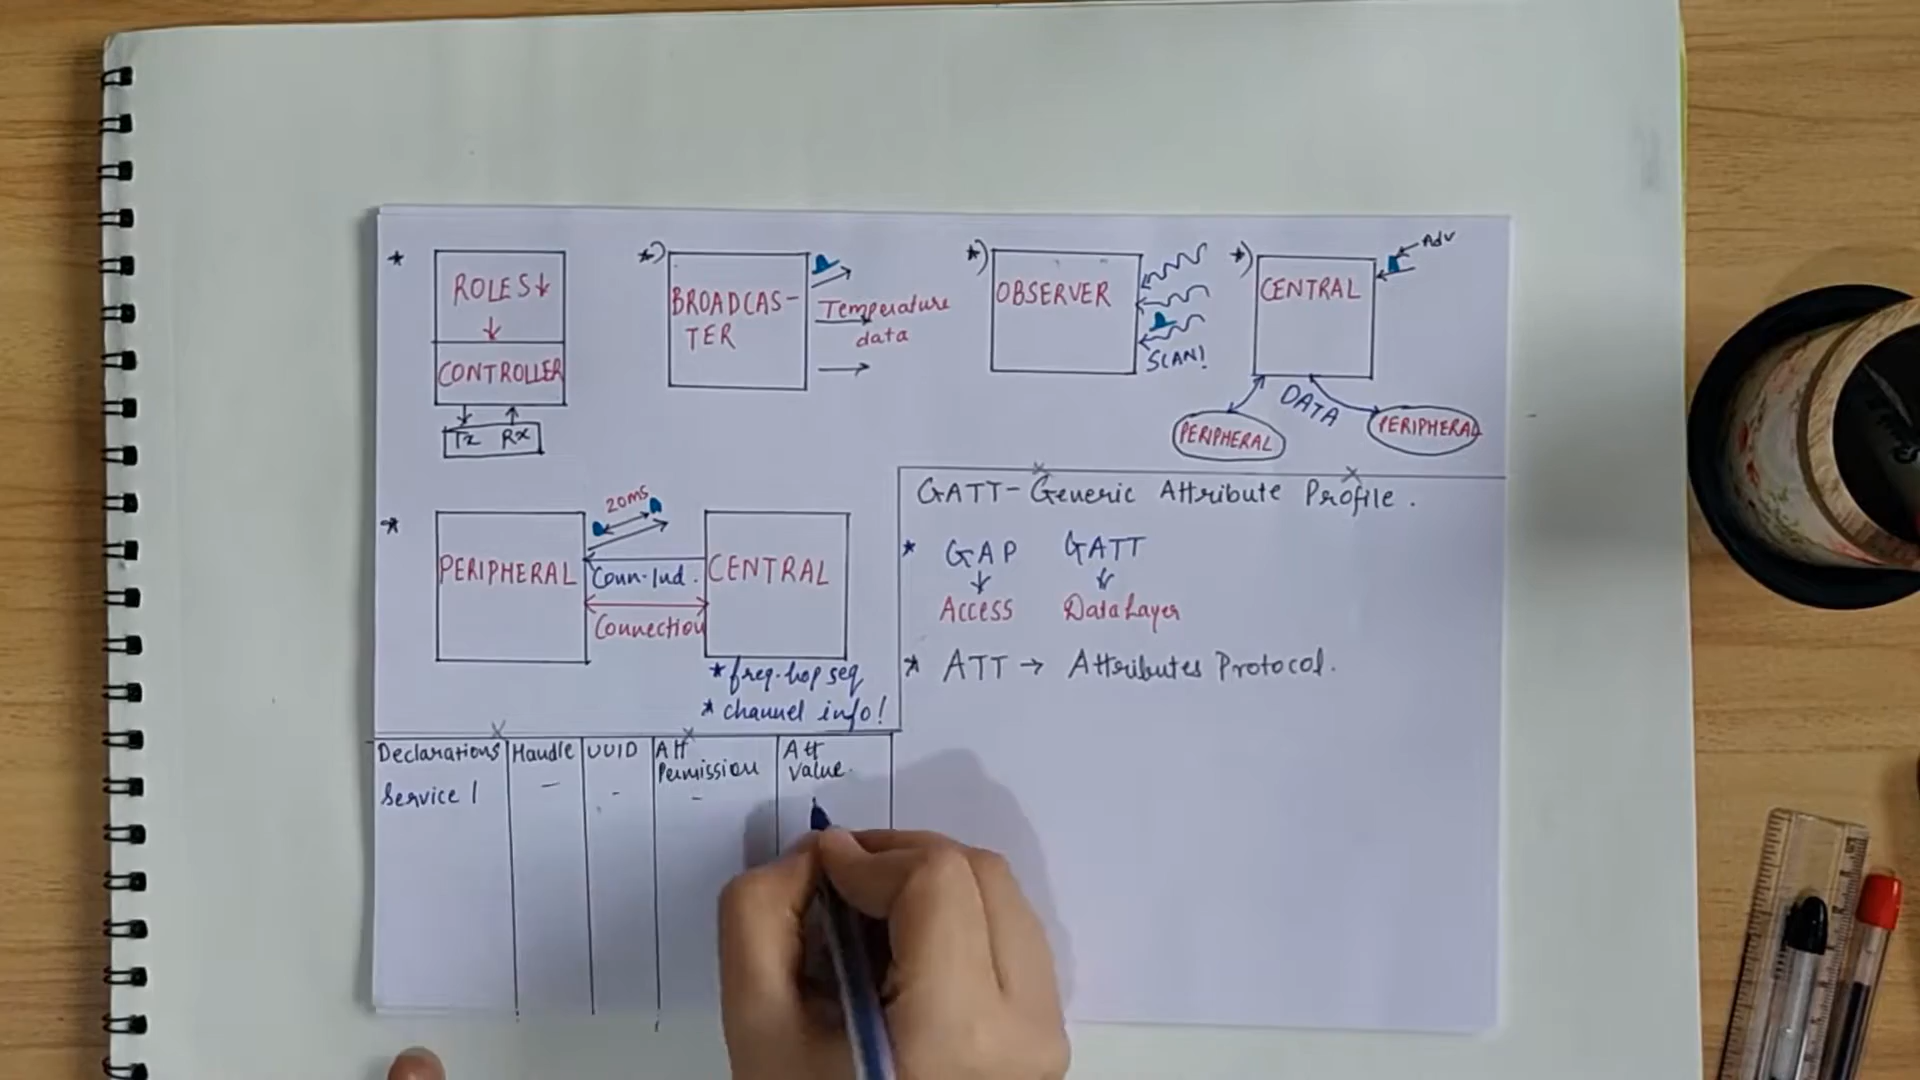 ROLES↓
↓
CONTROLLER
Tx Rx
BROADCAS-
TER
Temperature
data
OBSERVER
SCAN!
CENTRAL
Adv
DATA
PERIPHERAL
PERIPHERAL
PERIPHERAL
20ms
Conn-Ind.
Connection
CENTRAL
* freq.hop seq
* channel info!
GATT- Generic Attribute Profile.
* GAP GATT
↓ ↓
Access Data Layer
* ATT → Attributes Protocol.
Declarations Handle UUID Att Permission Att value.
Service 1 - - -